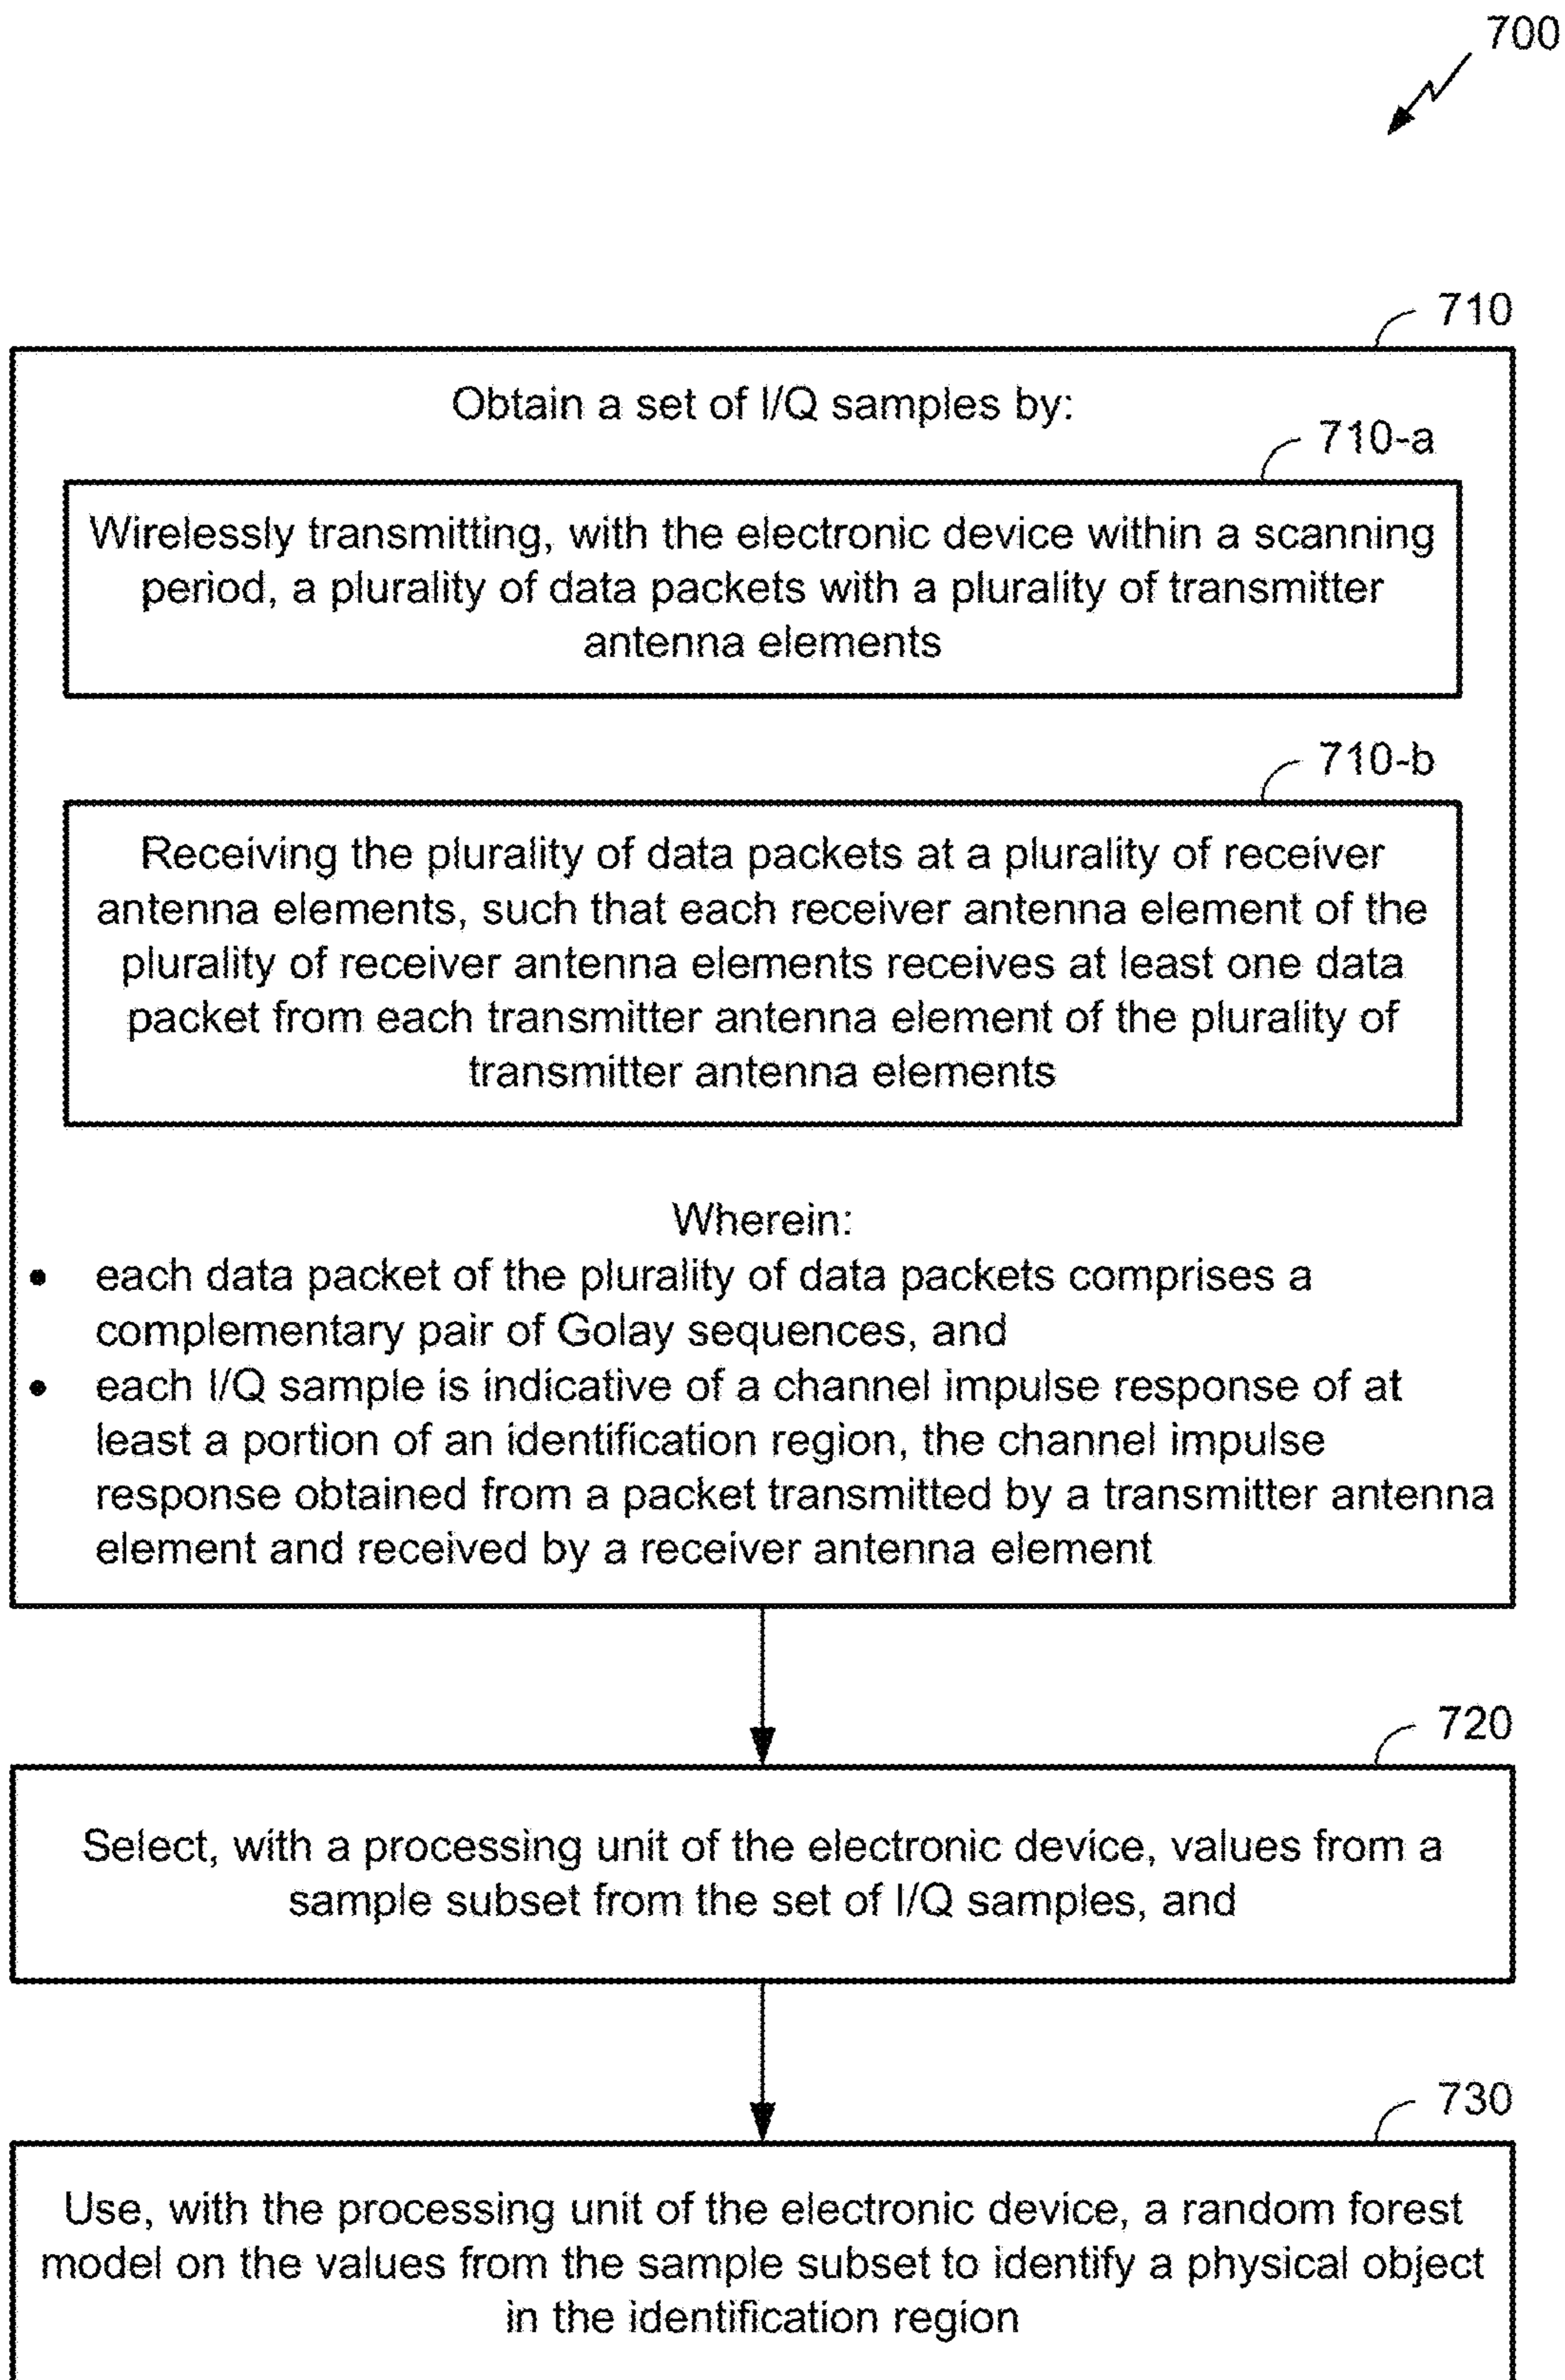 700
710
Obtain a set of I/Q samples by:
710-a
Wirelessly transmitting, with the electronic device within a scanning
period, a plurality of data packets with a plurality of transmitter
antenna elements
710-b
Receiving the plurality of data packets at a plurality of receiver
antenna elements, such that each receiver antenna element of the
plurality of receiver antenna elements receives at least one data
packet from each transmitter antenna element of the plurality of
transmitter antenna elements
Wherein:
• each data packet of the plurality of data packets comprises a
complementary pair of Golay sequences, and
• each I/Q sample is indicative of a channel impulse response of at
least a portion of an identification region, the channel impulse
response obtained from a packet transmitted by a transmitter antenna
element and received by a receiver antenna element
720
Select, with a processing unit of the electronic device, values from a
sample subset from the set of I/Q samples, and
730
Use, with the processing unit of the electronic device, a random forest
model on the values from the sample subset to identify a physical object
in the identification region